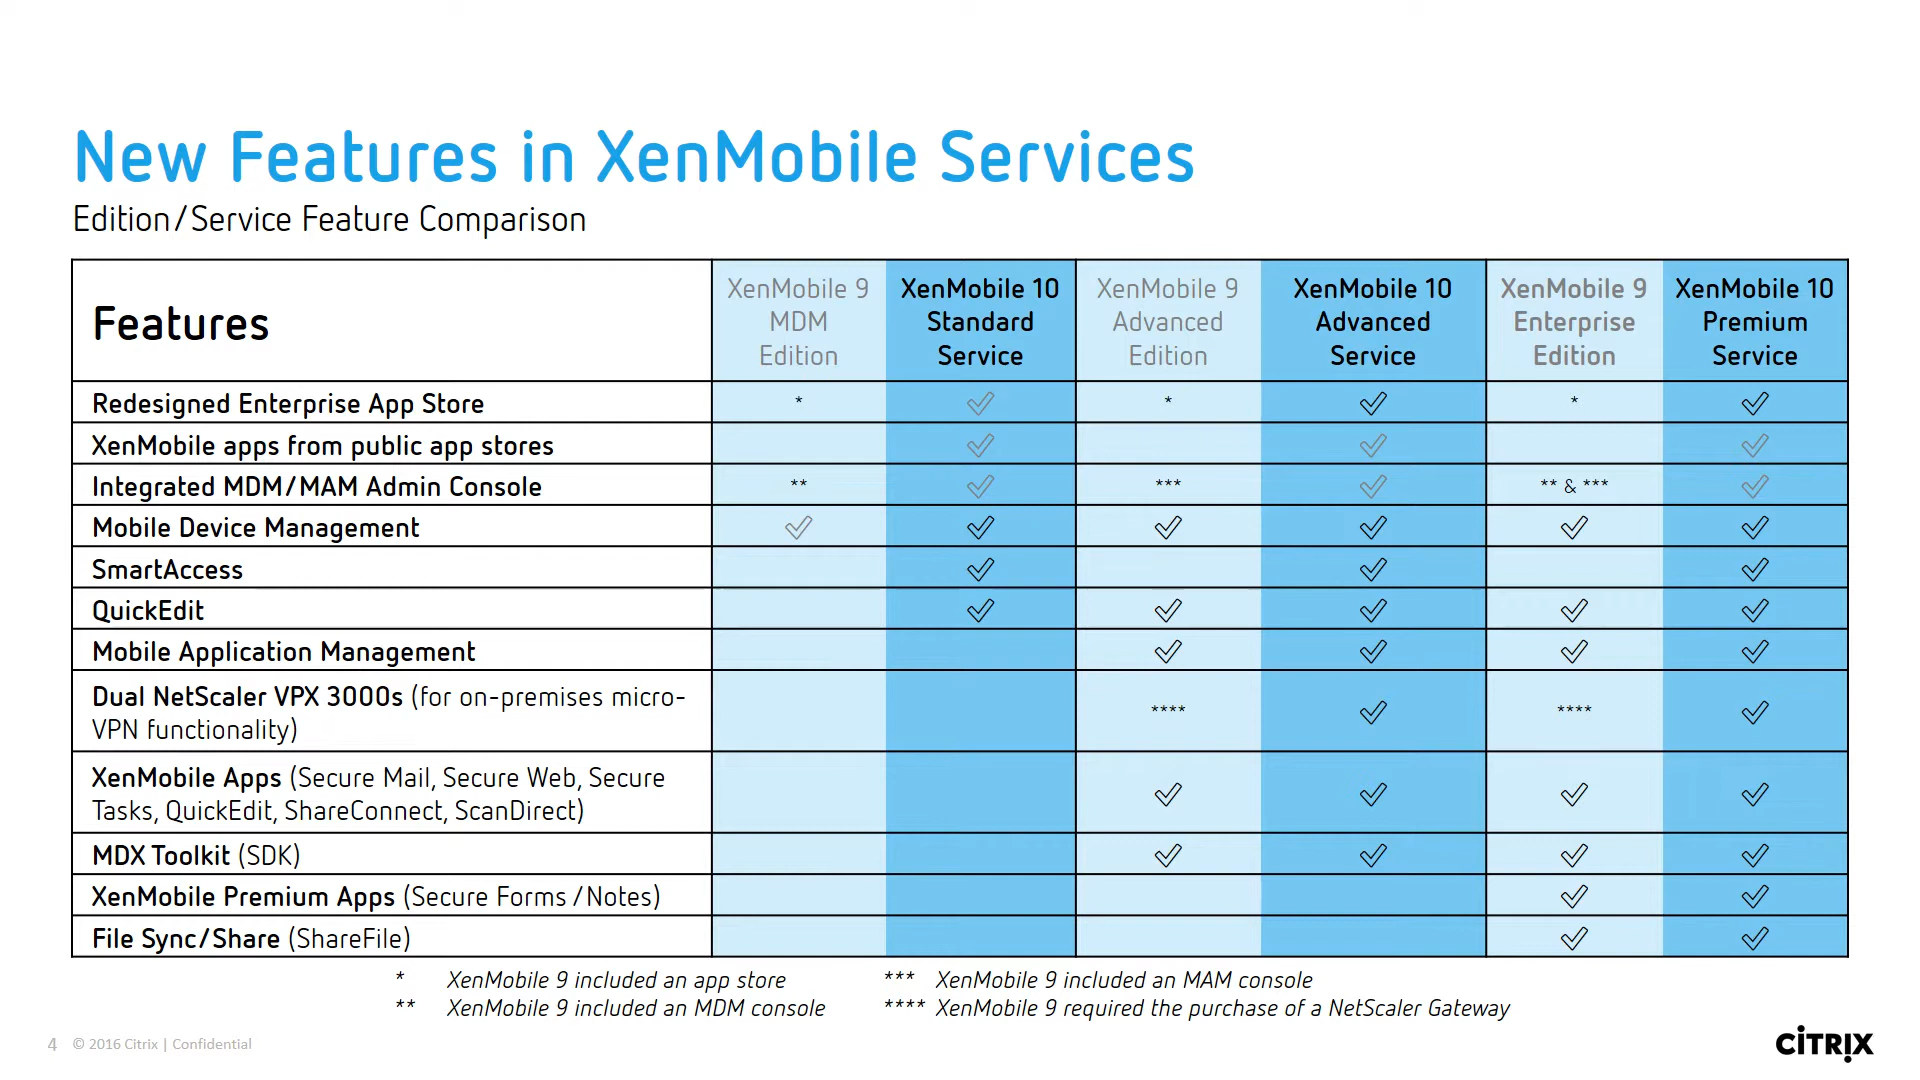 New Features in XenMobile Services
Edition/Service Feature Comparison
Features
XenMobile 9 MDM Edition
XenMobile 10 Standard Service
XenMobile 9 Advanced Edition
XenMobile 10 Advanced Service
XenMobile 9 Enterprise Edition
XenMobile 10 Premium Service
Redesigned Enterprise App Store * ✓ * ✓ * ✓
XenMobile apps from public app stores ✓ ✓ ✓
Integrated MDM/MAM Admin Console ** ✓ *** ✓ ** & *** ✓
Mobile Device Management ✓ ✓ ✓ ✓ ✓ ✓
SmartAccess ✓ ✓ ✓
QuickEdit ✓ ✓ ✓ ✓ ✓
Mobile Application Management ✓ ✓ ✓ ✓
Dual NetScaler VPX 3000s (for on-premises micro-
VPN functionality) **** ✓ **** ✓
XenMobile Apps (Secure Mail, Secure Web, Secure
Tasks, QuickEdit, ShareConnect, ScanDirect) ✓ ✓ ✓ ✓
MDX Toolkit (SDK) ✓ ✓ ✓ ✓
XenMobile Premium Apps (Secure Forms/Notes) ✓ ✓
File Sync/Share (ShareFile) ✓ ✓
* XenMobile 9 included an app store
** XenMobile 9 included an MDM console
*** XenMobile 9 included an MAM console
**** XenMobile 9 required the purchase of a NetScaler Gateway
4 © 2016 Citrix | Confidential
CITRIX